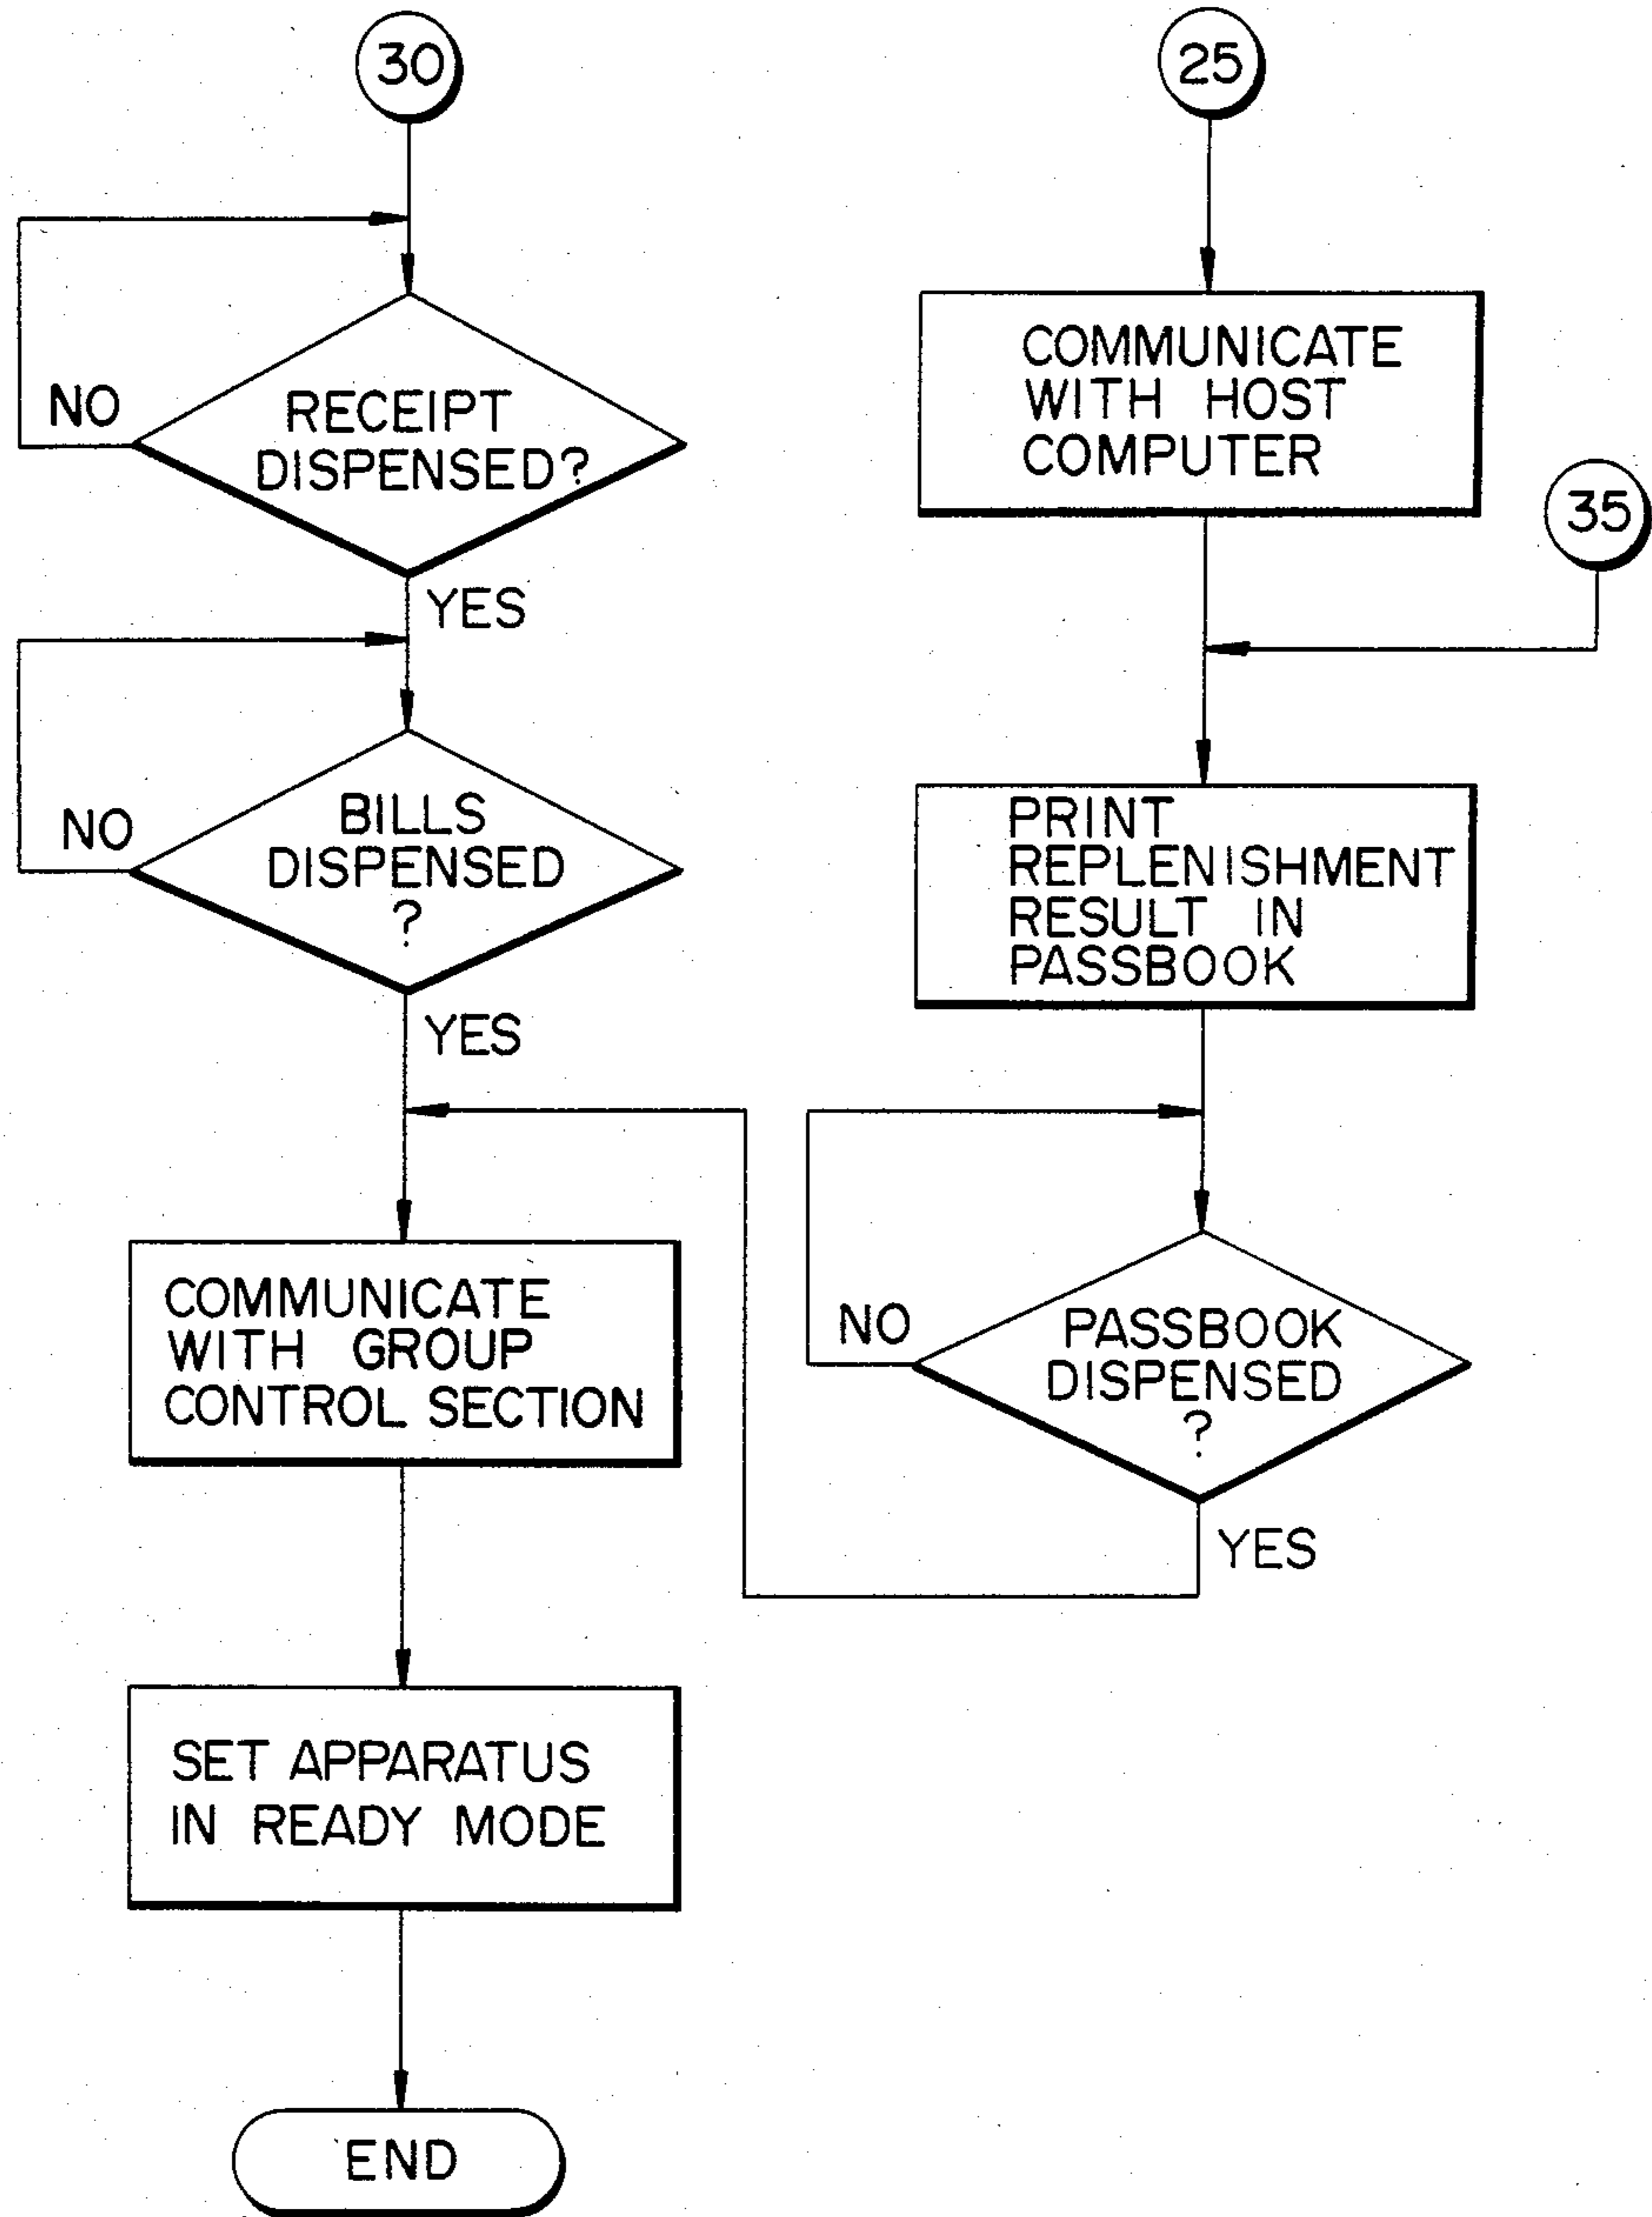 30
RECEIPT
DISPENSED?
NO
YES
BILLS
DISPENSED
?
NO
YES
COMMUNICATE
WITH GROUP
CONTROL SECTION
SET APPARATUS
IN READY MODE
END
25
COMMUNICATE
WITH HOST
COMPUTER
35
PRINT
REPLENISHMENT
RESULT IN
PASSBOOK
PASSBOOK
DISPENSED
?
NO
YES